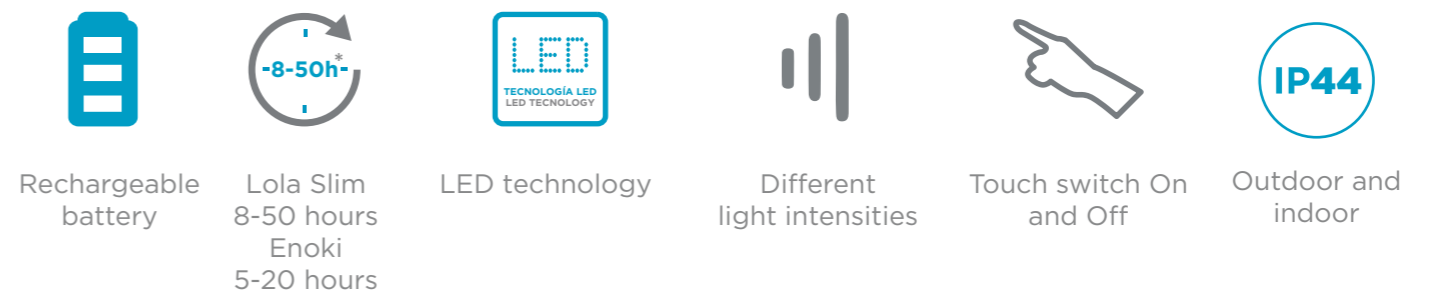 -8-50h-*
LED
TECNOLOGÍA LED
LED TECNOLOGY
IP44
Rechargeable
battery
Lola Slim
8-50 hours
Enoki
5-20 hours
LED technology
Different
light intensities
Touch switch On
and Off
Outdoor and
indoor